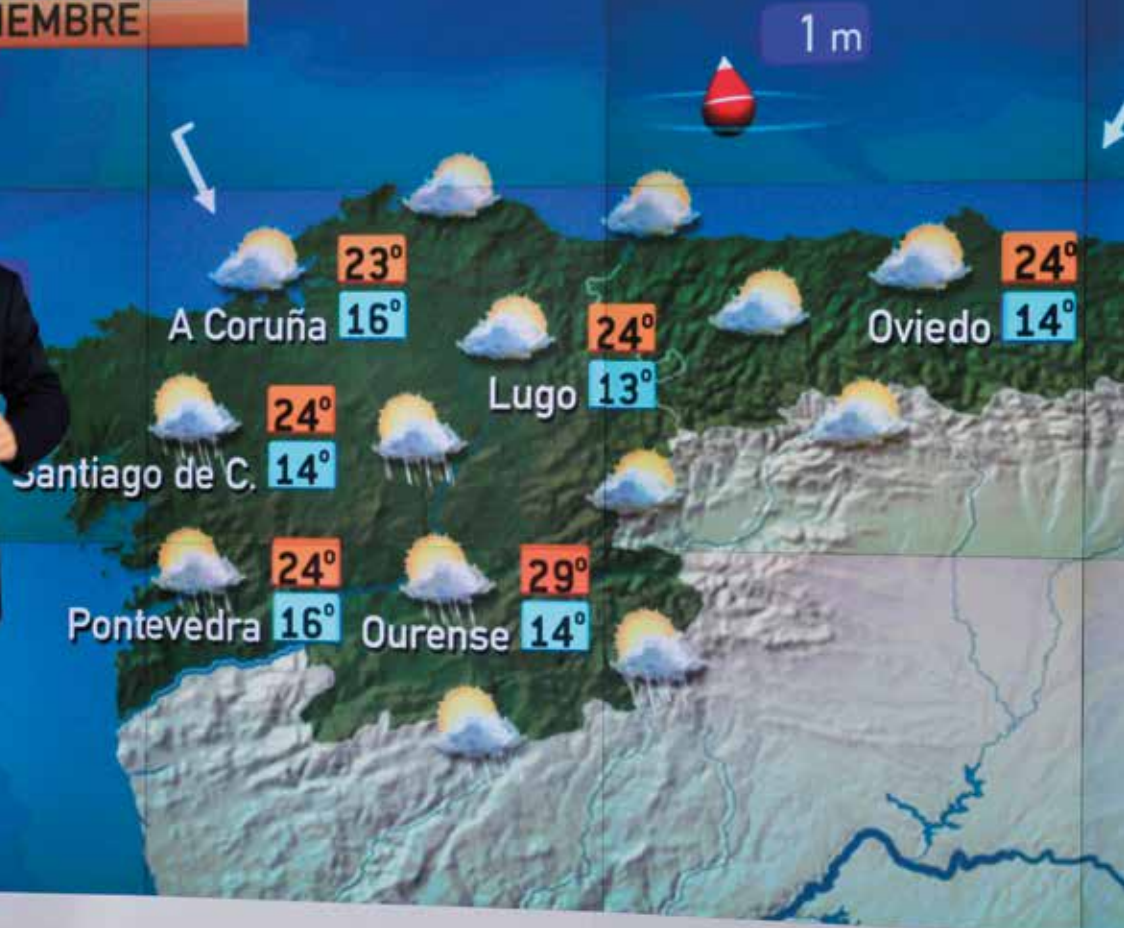 IEMBRE
1 m
23°
A Coruña 16°
24°
Oviedo 14°
24°
Lugo 13°
24°
Santiago de C. 14°
24°
Pontevedra 16°
29°
Ourense 14°